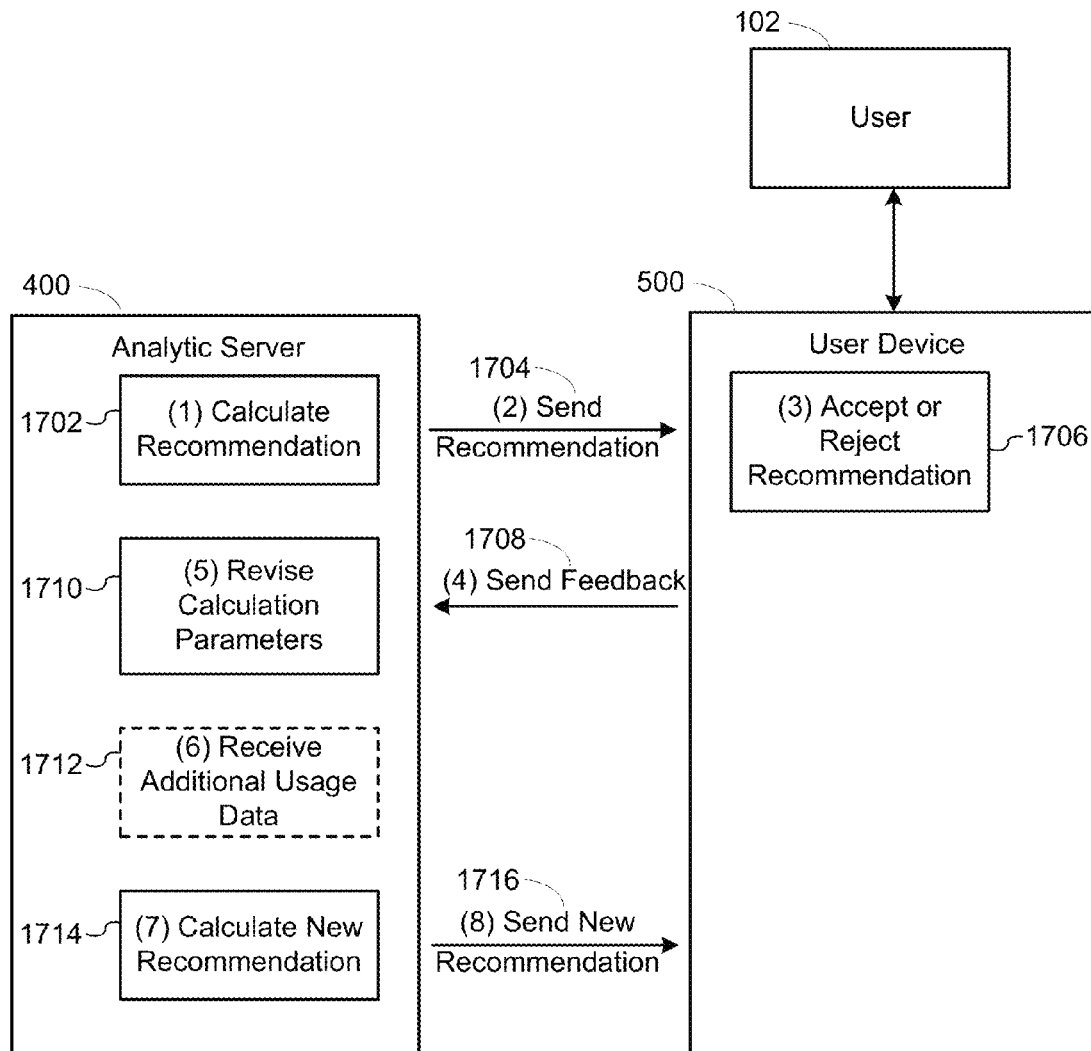 102
User
400
500
Analytic Server
User Device
1702
(1) Calculate
Recommendation
1704
(2) Send
Recommendation
(3) Accept or
Reject
Recommendation
1706
1708
(4) Send Feedback
1710
(5) Revise
Calculation
Parameters
1712
(6) Receive
Additional Usage
Data
1714
(7) Calculate New
Recommendation
1716
(8) Send New
Recommendation